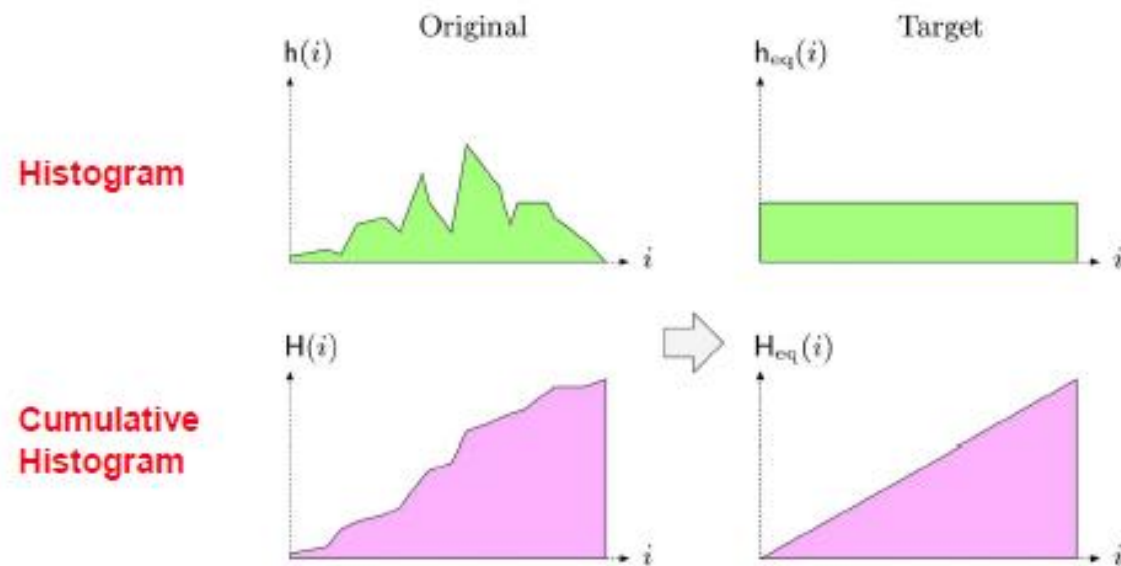 Original
Target
h(i)
h_eq(i)
Histogram
i
i
H(i)
H_eq(i)
Cumulative
Histogram
i
i